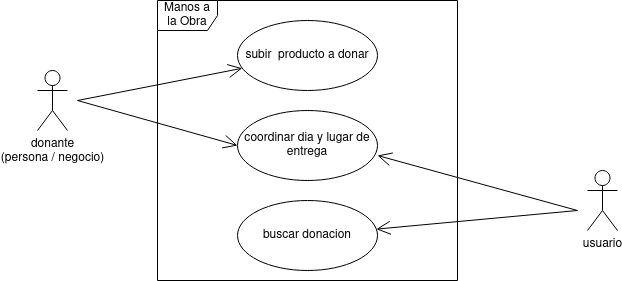 Manos a
la Obra
subir  producto a donar
donante
(persona / negocio)
coordinar dia y lugar de
entrega
buscar donacion
usuario